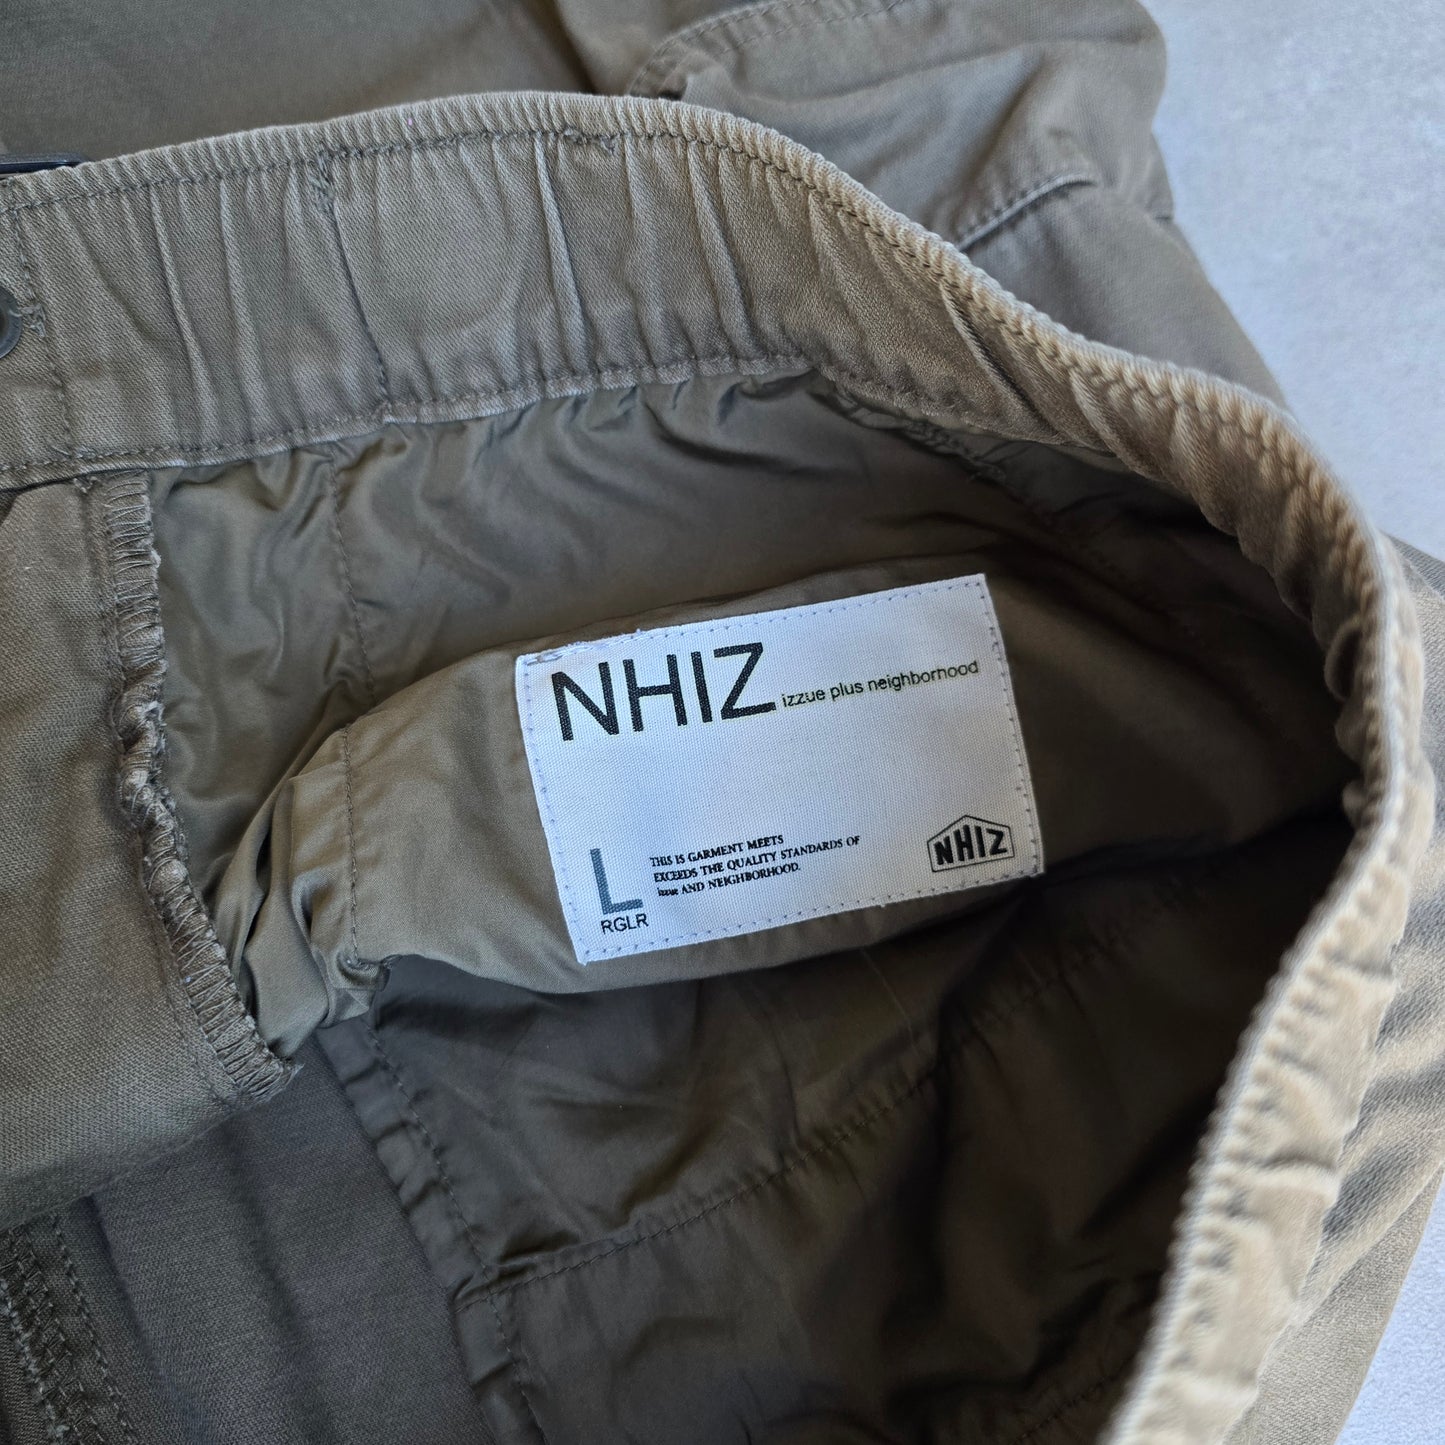 NHIZ izzue plus neighborhood
L
RGLR
THIS IS GARMENT MEETS
EXCEEDS THE QUALITY STANDARDS OF
izzue AND NEIGHBORHOOD.
NHIZ